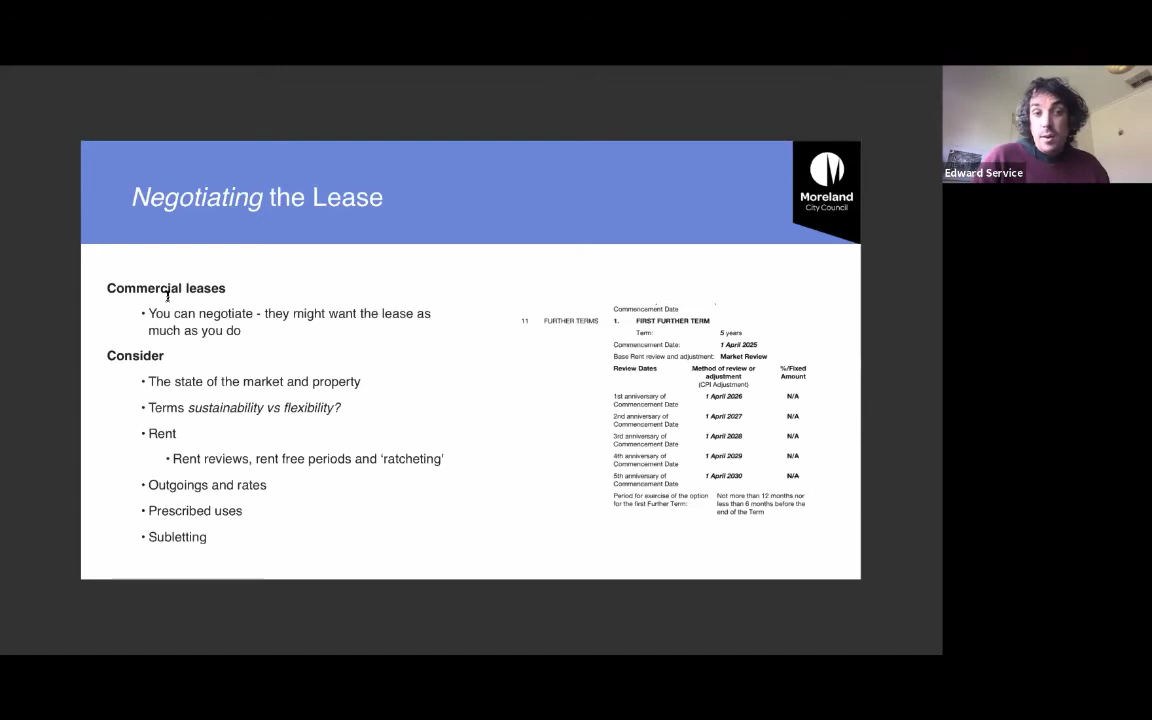 Negotiating the Lease
Moreland
City Council
Commercial leases
• You can negotiate - they might want the lease as
much as you do
Consider
• The state of the market and property
• Terms sustainability vs flexibility?
• Rent
• Rent reviews, rent free periods and ‘ratcheting’
• Outgoings and rates
• Prescribed uses
• Subletting
Commencement Date
11 FURTHER TERMS 1. FIRST FURTHER TERM
Term: 5 years
Commencement Date: 1 April 2025
Base Rent review and adjustment: Market Review
Review Dates Method of review or %/Fixed
adjustment Amount
(CPI Adjustment)
1st anniversary of 1 April 2026 N/A
Commencement Date
2nd anniversary of 1 April 2027 N/A
Commencement Date
3rd anniversary of 1 April 2028 N/A
Commencement Date
4th anniversary of 1 April 2029 N/A
Commencement Date
5th anniversary of 1 April 2030 N/A
Commencement Date
Period for exercise of the option Not more than 12 months nor
for the first Further Term: less than 6 months before the
end of the Term
Edward Service